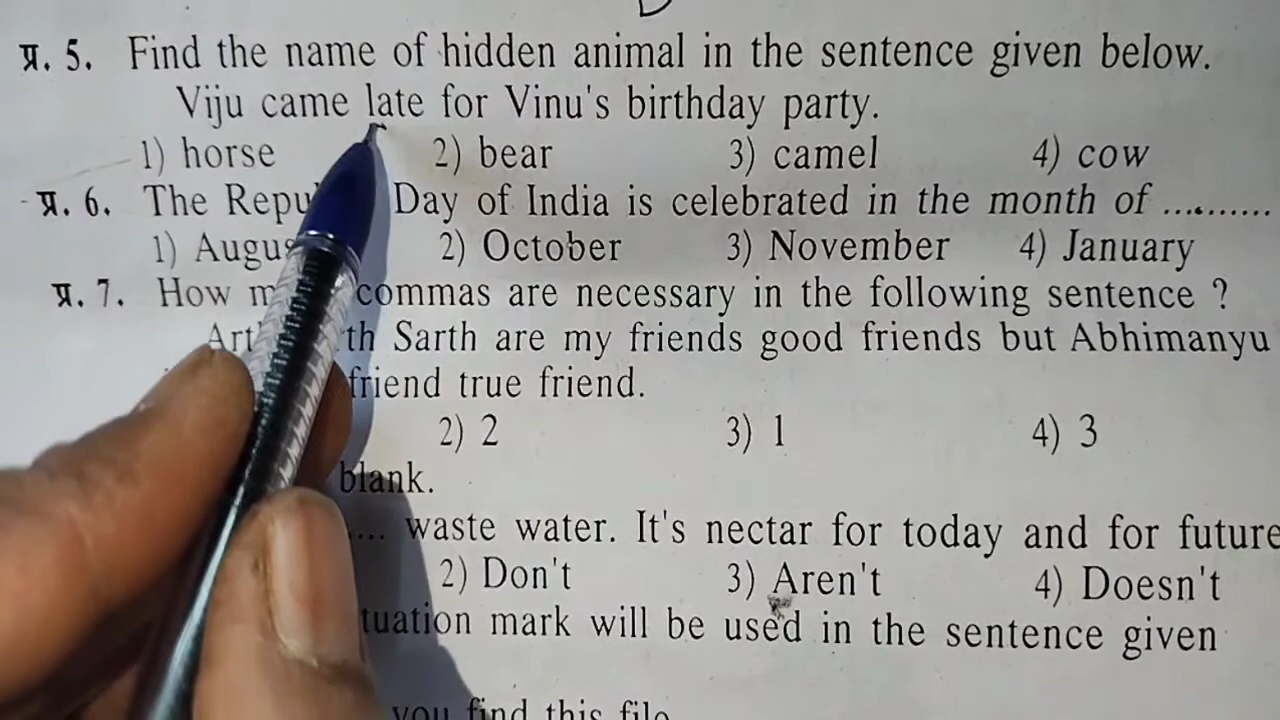 प्र. 5. Find the name of hidden animal in the sentence given below.
Viju came late for Vinu's birthday party.
1) horse 2) bear 3) camel 4) cow
प्र. 6. The Day of India is celebrated in the month of ..........
1) 2) October 3) November 4) January
प्र. 7. How commas are necessary in the following sentence ?
Sarth are my friends good friends but Abhimanyu
friend true friend.
2) 2 3) 1 4) 3
blank.
.... waste water. It's nectar for today and for future
2) Don't 3) Aren't 4) Doesn't
mark will be used in the sentence given
you find this file